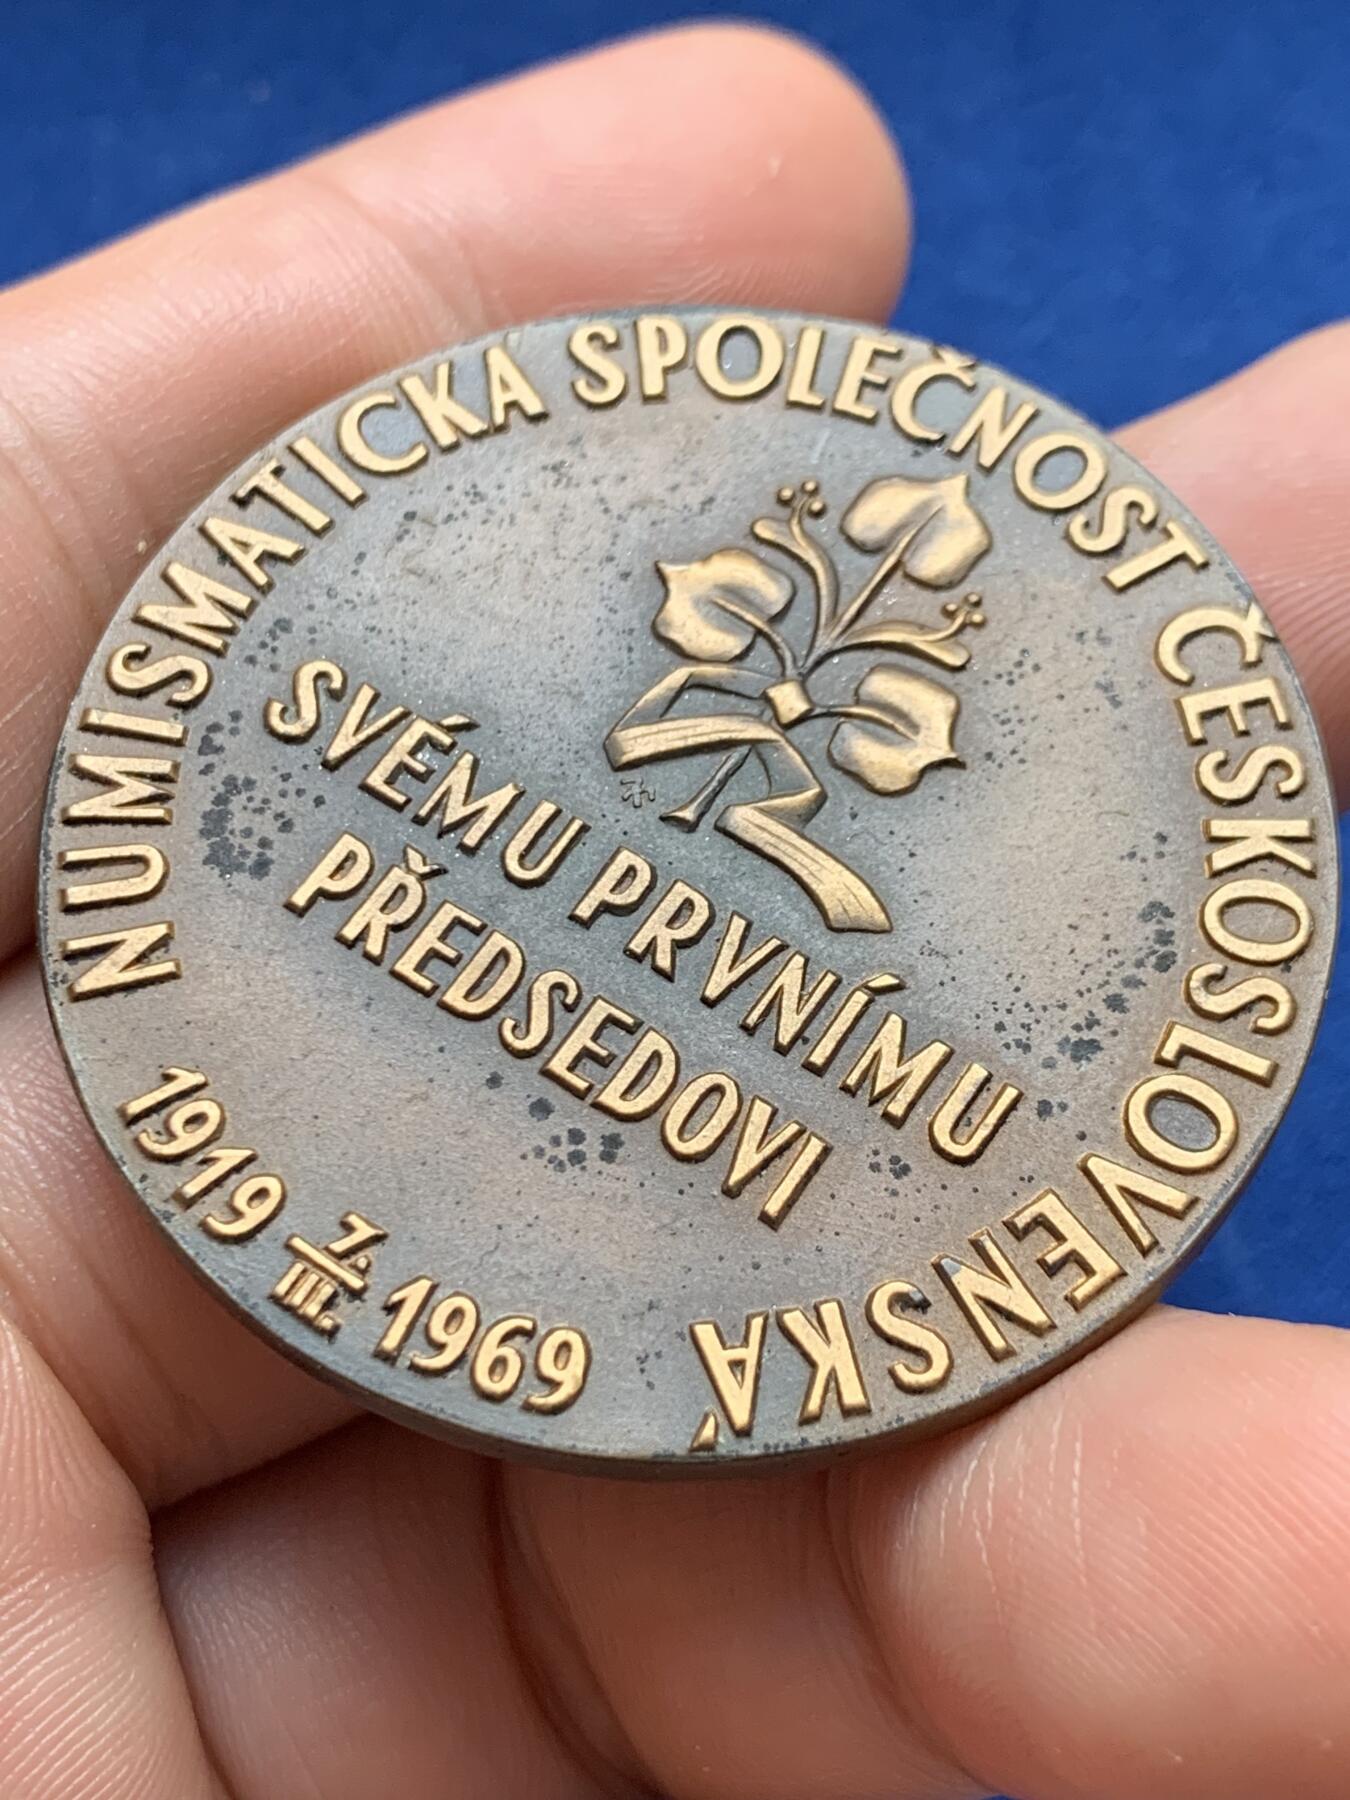 NUMISMATICKÁ SPOLEČNOST ČESKOSLOVENSKÁ
SVÉMU PRVNÍMU
PŘEDSEDOVI
1919 7./III. 1969